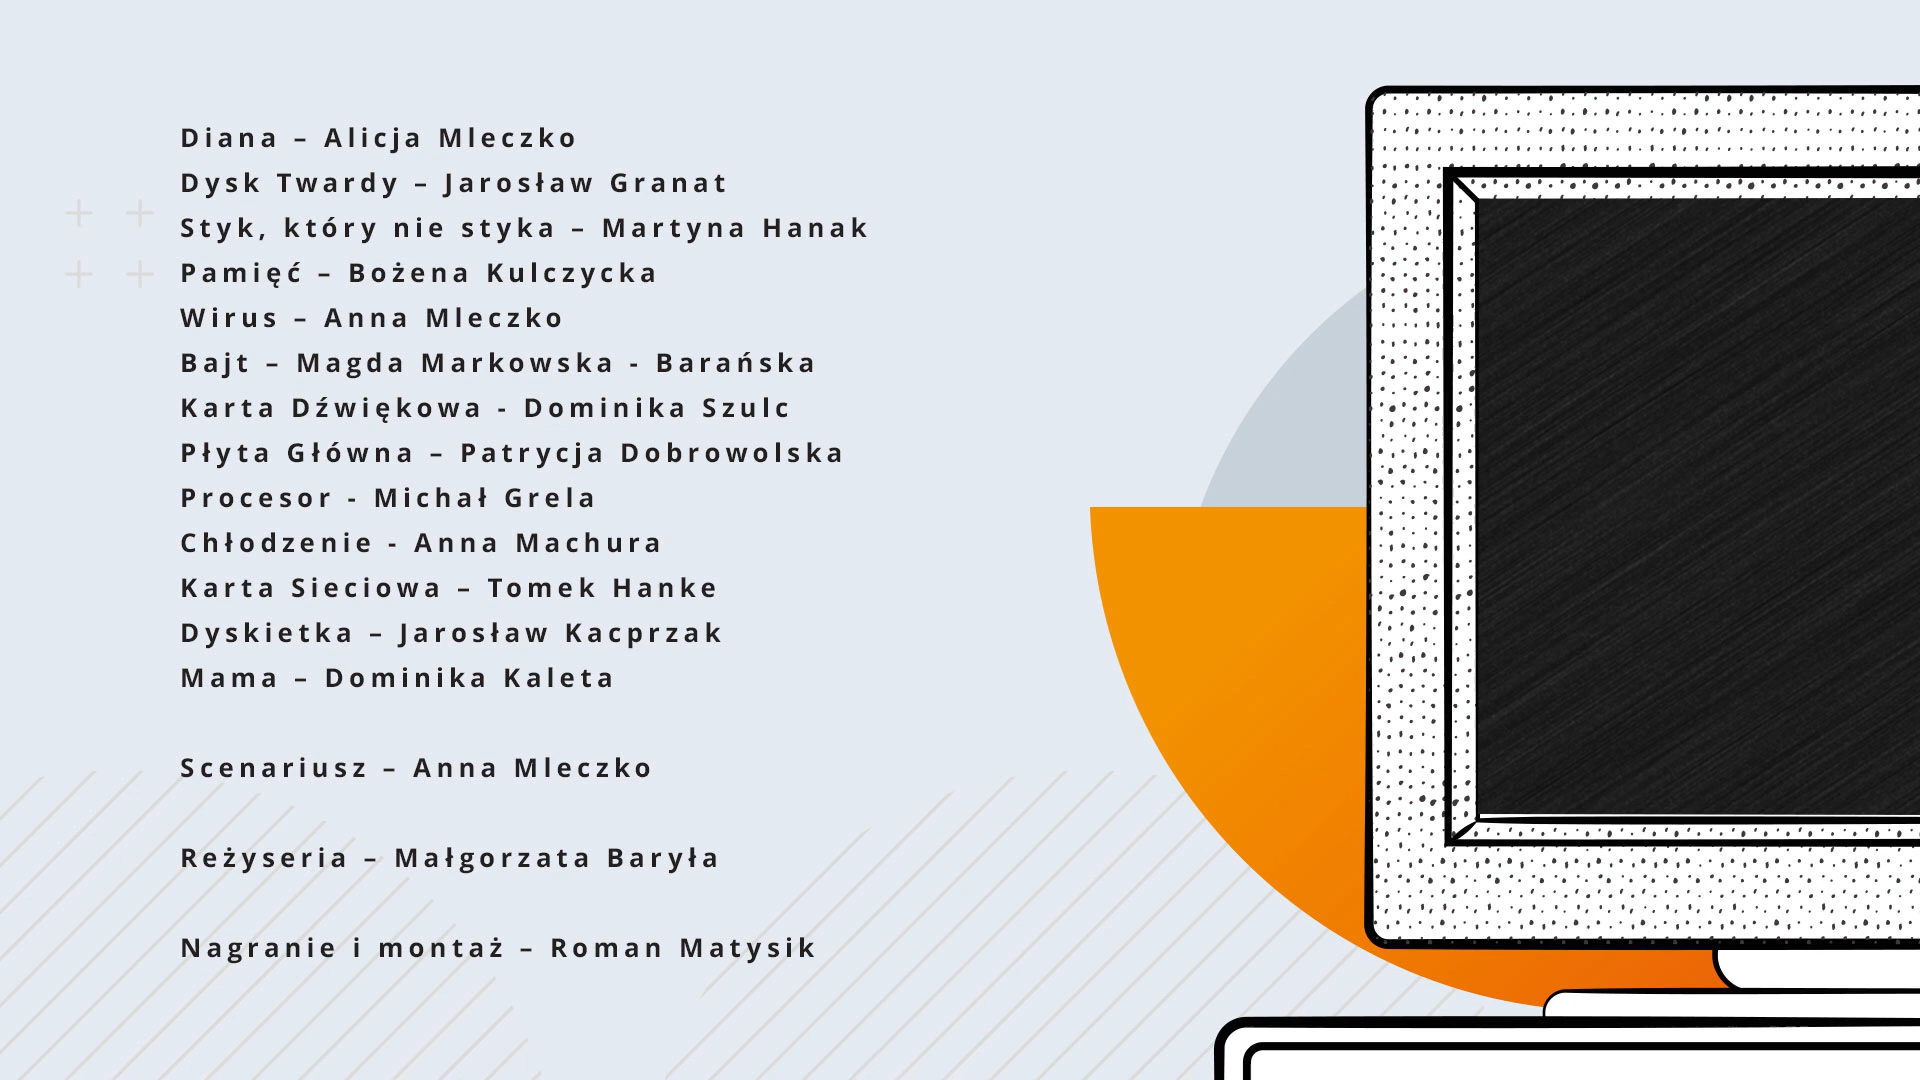 Diana – Alicja Mleczko
Dysk Twardy – Jarosław Granat
Styk, który nie styka – Martyna Hanak
Pamięć – Bożena Kulczycka
Wirus – Anna Mleczko
Bajt – Magda Markowska - Barańska
Karta Dźwiękowa - Dominika Szulc
Płyta Główna – Patrycja Dobrowolska
Procesor - Michał Grela
Chłodzenie - Anna Machura
Karta Sieciowa – Tomek Hanke
Dyskietka – Jarosław Kacprzak
Mama – Dominika Kaleta
Scenariusz – Anna Mleczko
Reżyseria – Małgorzata Baryła
Nagranie i montaż – Roman Matysik